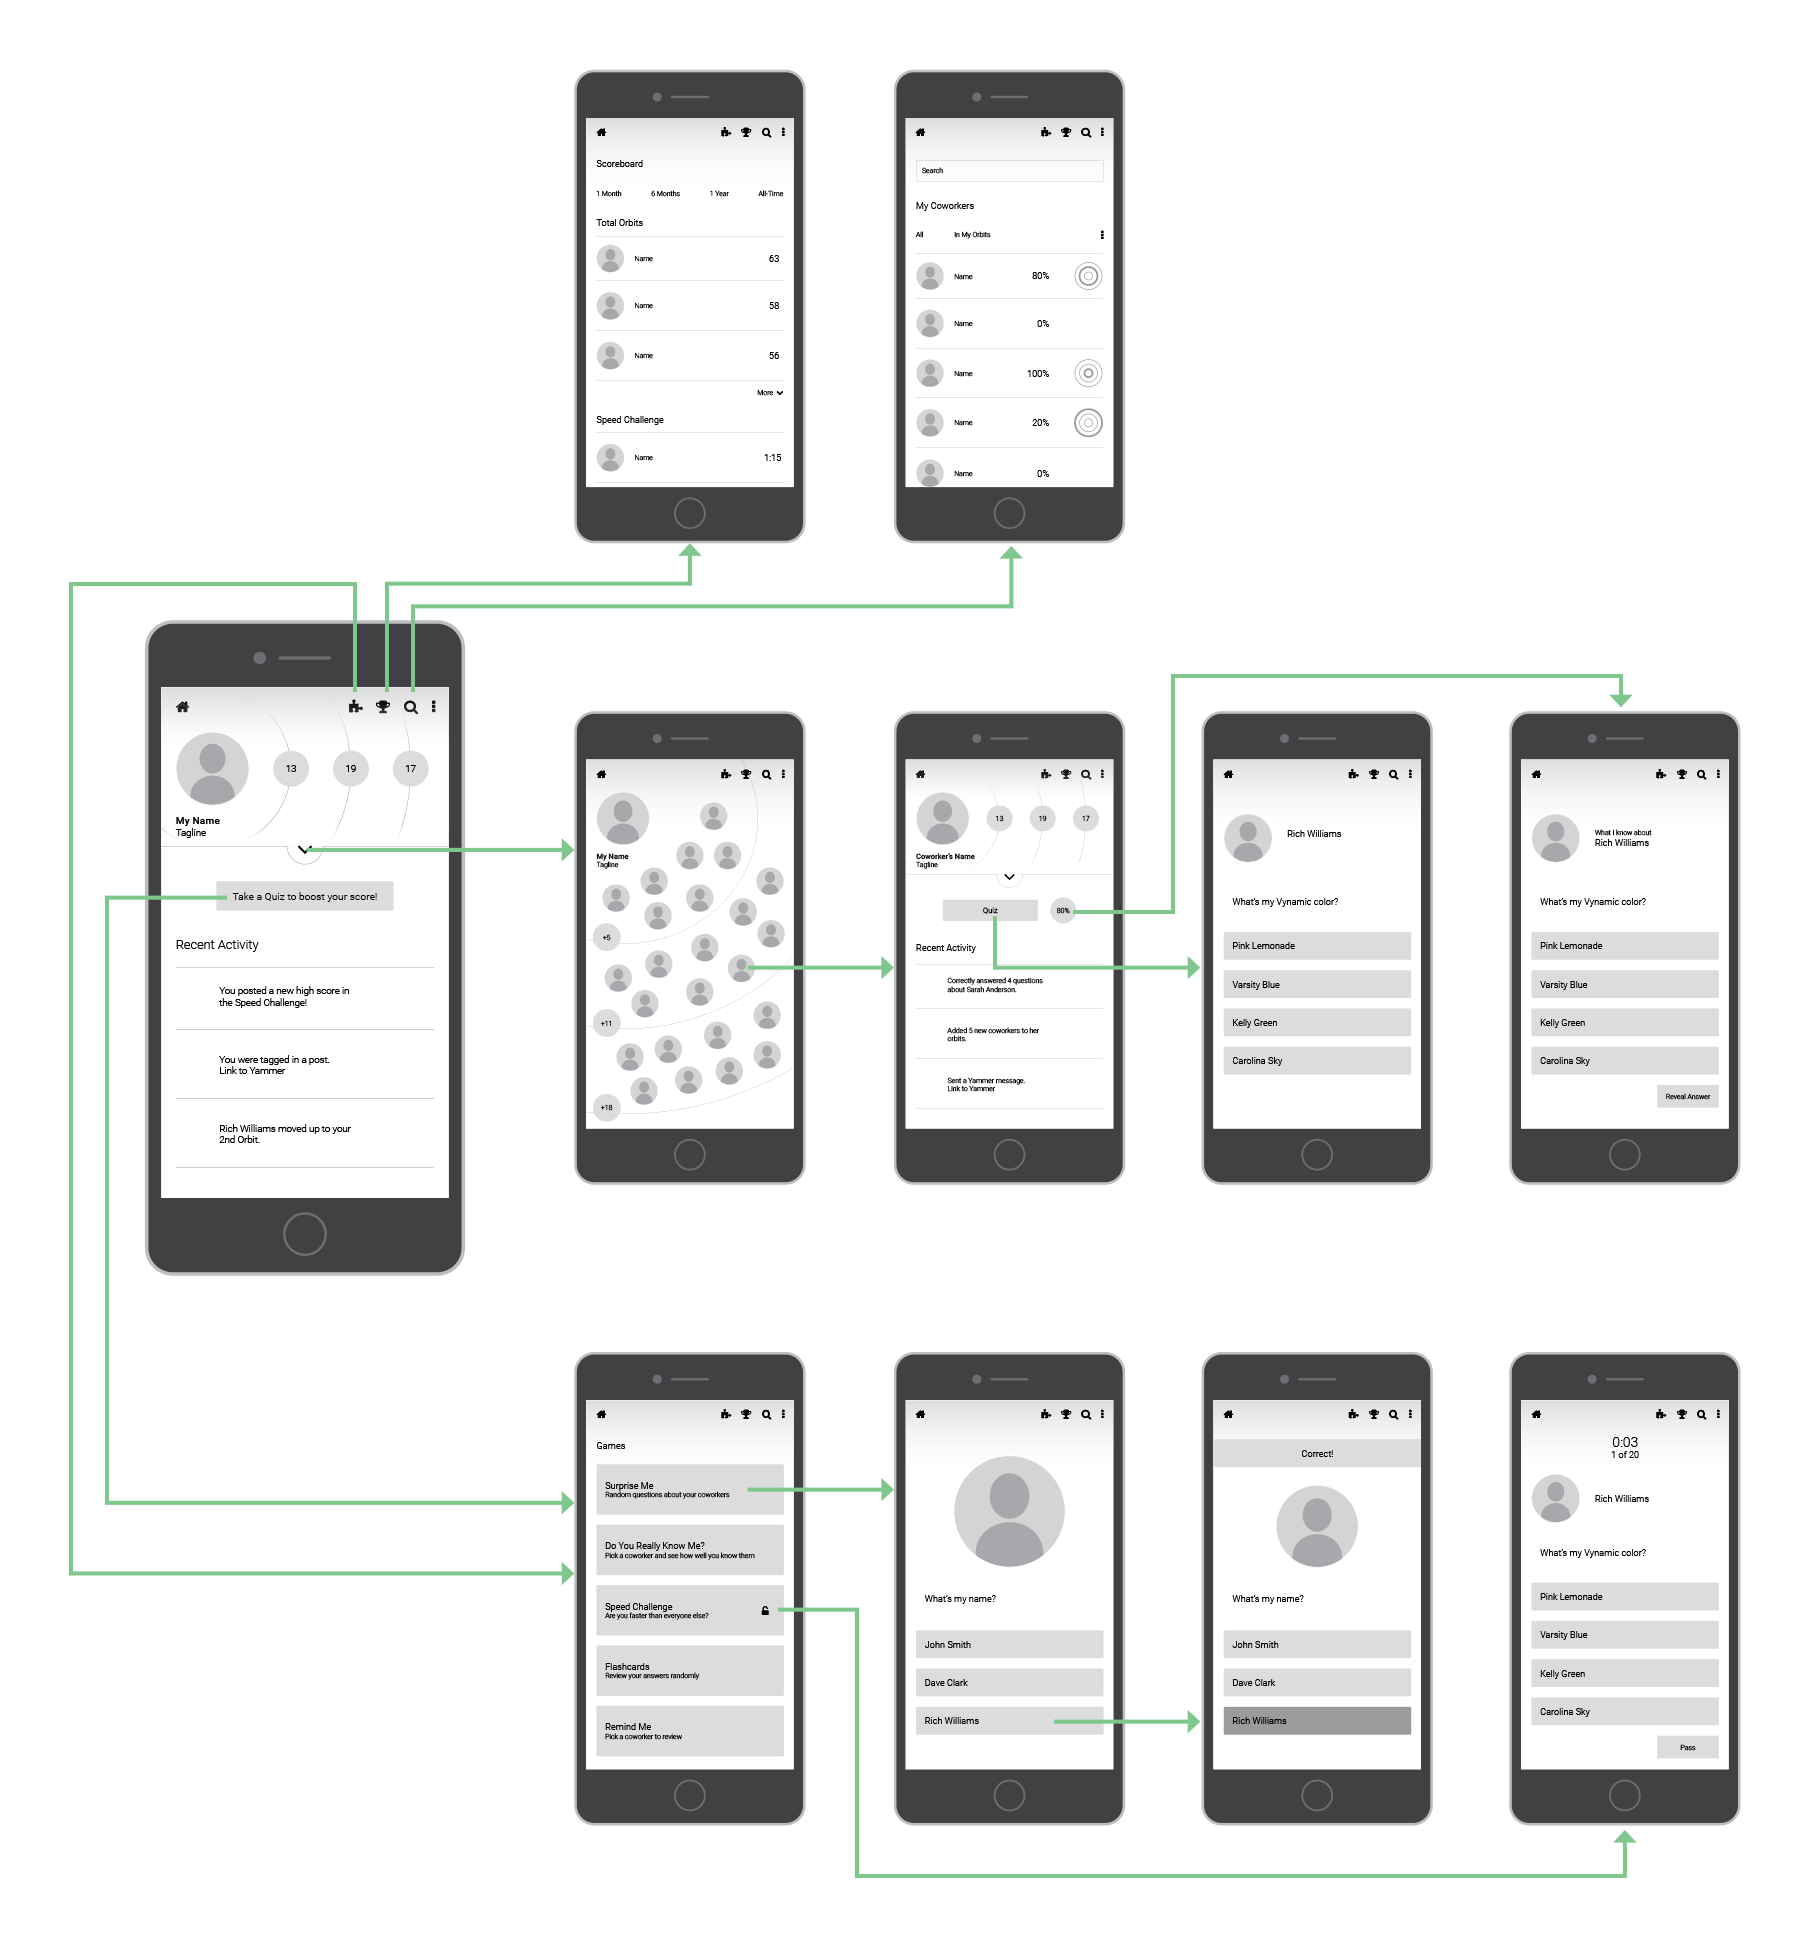 Scoreboard
1 Month 6 Months 1 Year All-Time
Total Orbits
Name 63
Name 58
Name 56
More
Speed Challenge
Name 1:15
Search
My Coworkers
All In My Orbits
Name 80%
Name 0%
Name 100%
Name 20%
Name 0%
13 19 17
My Name
Tagline
Take a Quiz to boost your score!
Recent Activity
You posted a new high score in
the Speed Challenge!
You were tagged in a post.
Link to Yammer
Rich Williams moved up to your
2nd Orbit.
My Name
Tagline
+5
+11
+18
13 19 17
Coworker's Name
Tagline
Quiz 80%
Recent Activity
Correctly answered 4 questions
about Sarah Anderson.
Added 5 new coworkers to her
orbits.
Sent a Yammer message.
Link to Yammer
Rich Williams
What's my Vynamic color?
Pink Lemonade
Varsity Blue
Kelly Green
Carolina Sky
What I know about
Rich Williams
What's my Vynamic color?
Pink Lemonade
Varsity Blue
Kelly Green
Carolina Sky
Reveal Answer
Games
Surprise Me
Random questions about your coworkers
Do You Really Know Me?
Pick a coworker and see how well you know them
Speed Challenge
Are you faster than everyone else?
Flashcards
Review your answers randomly
Remind Me
Pick a coworker to review
What's my name?
John Smith
Dave Clark
Rich Williams
Correct!
What's my name?
John Smith
Dave Clark
Rich Williams
0:03
1 of 20
Rich Williams
What's my Vynamic color?
Pink Lemonade
Varsity Blue
Kelly Green
Carolina Sky
Pass